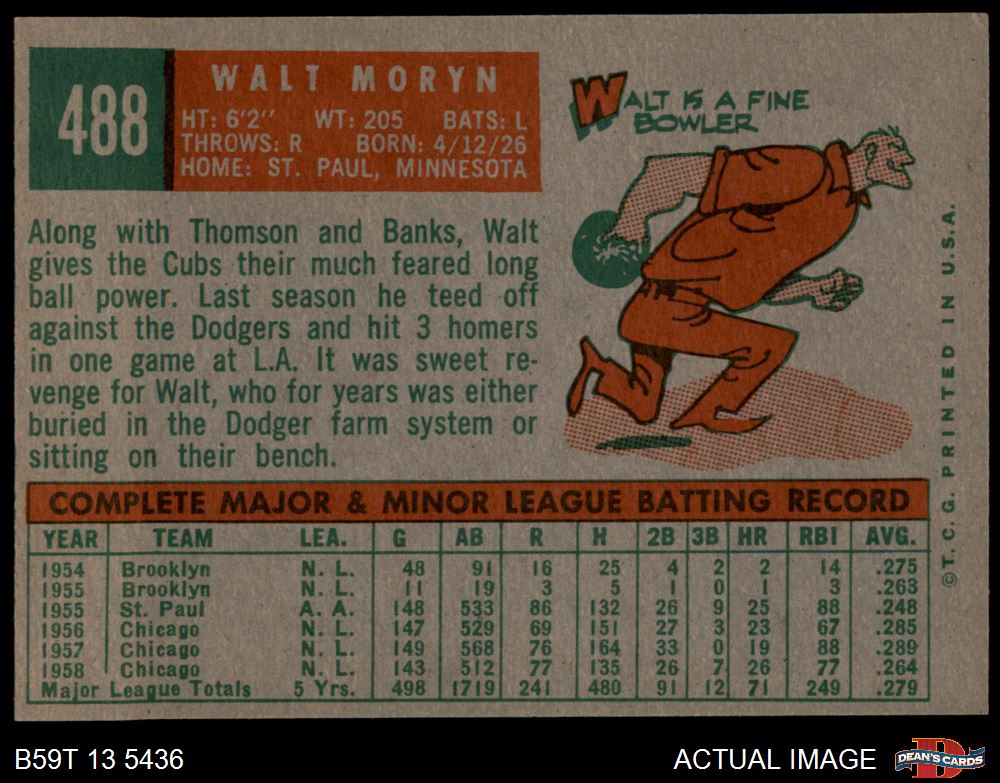 488
WALT MORYN
HT: 6'2" WT: 205 BATS: L
THROWS: R BORN: 4/12/26
HOME: ST. PAUL, MINNESOTA
WALT IS A FINE
BOWLER
Along with Thomson and Banks, Walt
gives the Cubs their much feared long
ball power. Last season he teed off
against the Dodgers and hit 3 homers
in one game at L.A. It was sweet re-
venge for Walt, who for years was either
buried in the Dodger farm system or
sitting on their bench.
COMPLETE MAJOR & MINOR LEAGUE BATTING RECORD
YEAR TEAM LEA. G AB R H 2B 3B HR RBI AVG.
1954 Brooklyn N. L. 48 91 16 25 4 2 2 14 .275
1955 Brooklyn N. L. 11 19 3 5 1 0 1 3 .263
1955 St. Paul A. A. 148 533 86 132 26 9 25 88 .248
1956 Chicago N. L. 147 529 69 151 27 3 23 67 .285
1957 Chicago N. L. 149 568 76 164 33 0 19 88 .289
1958 Chicago N. L. 143 512 77 135 26 7 26 77 .264
Major League Totals 5 Yrs. 498 1719 241 480 91 12 71 249 .279
©T. C. G. PRINTED IN U.S.A.
B59T 13 5436
ACTUAL IMAGE
D
DEAN'S CARDS